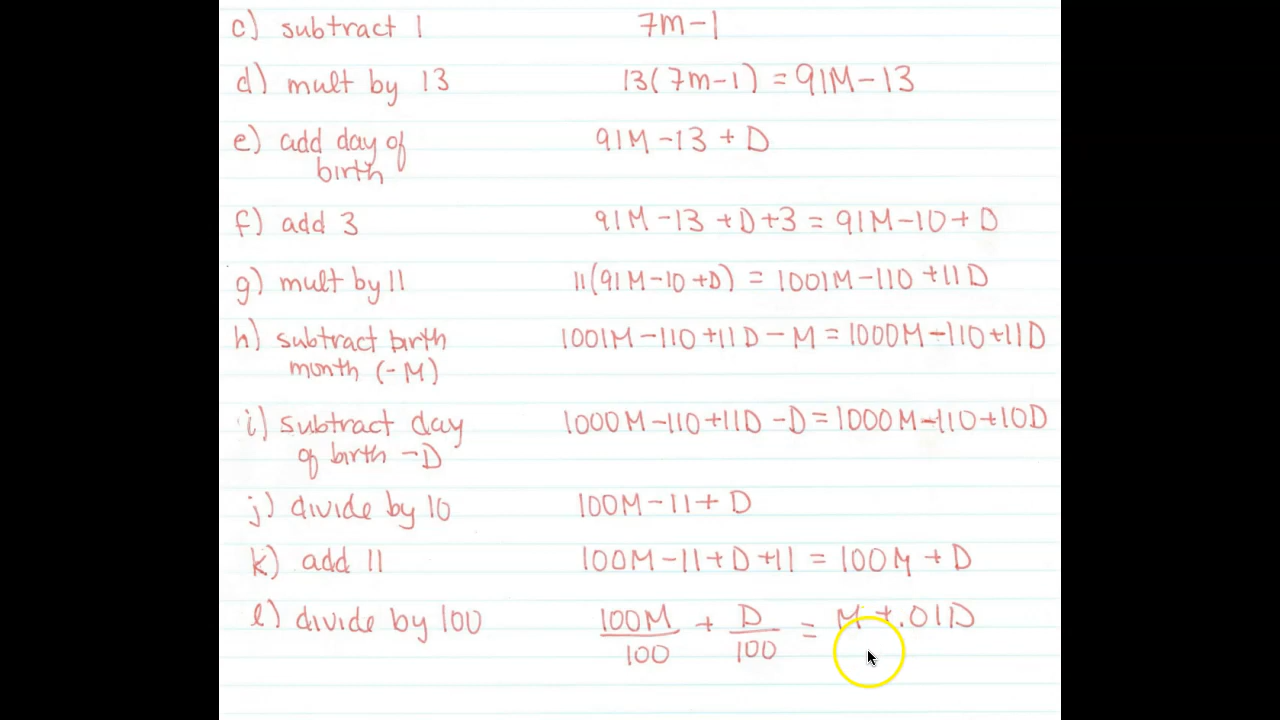 c) subtract 1 7m-1
d) mult by 13 13(7m-1) = 91M-13
e) add day of 91M-13 + D
birth
f) add 3 91M-13 +D+3 = 91M-10+D
g) mult by 11 11(91M-10+D) = 1001M-110 +11D
h) subtract birth 1001M-110+11D-M = 1000M-110+11D
month (-M)
i) subtract day 1000M-110+11D-D = 1000M-110+10D
of birth -D
j) divide by 10 100M-11+ D
k) add 11 100M-11+D+11 = 100M + D
l) divide by 100 100M/100 + D/100 = M +.01D